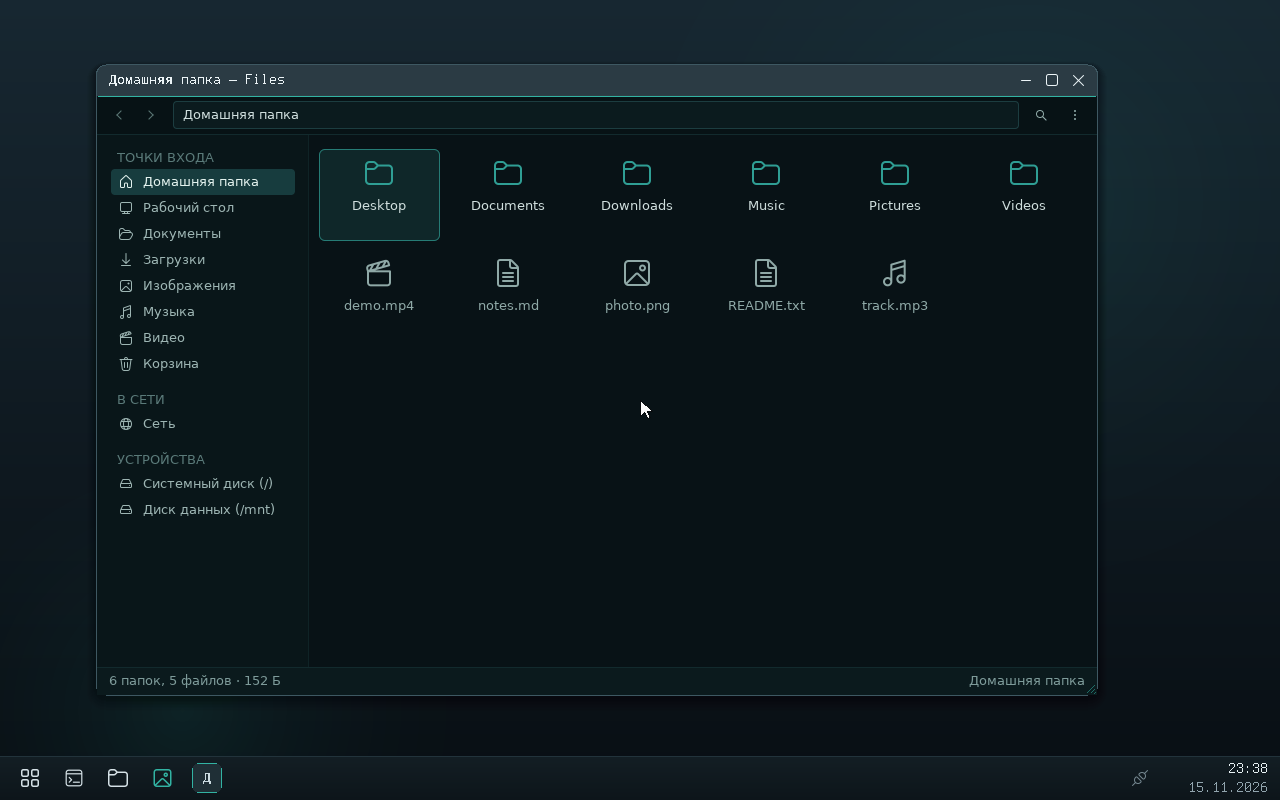 Домашняя папка — Files
Домашняя папка
ТОЧКИ ВХОДА
Домашняя папка
Рабочий стол
Документы
Загрузки
Изображения
Музыка
Видео
Корзина
В СЕТИ
Сеть
УСТРОЙСТВА
Системный диск (/)
Диск данных (/mnt)
Desktop Documents Downloads Music Pictures Videos
demo.mp4 notes.md photo.png README.txt track.mp3
6 папок, 5 файлов · 152 Б
Домашняя папка
Д
23:38
15.11.2026